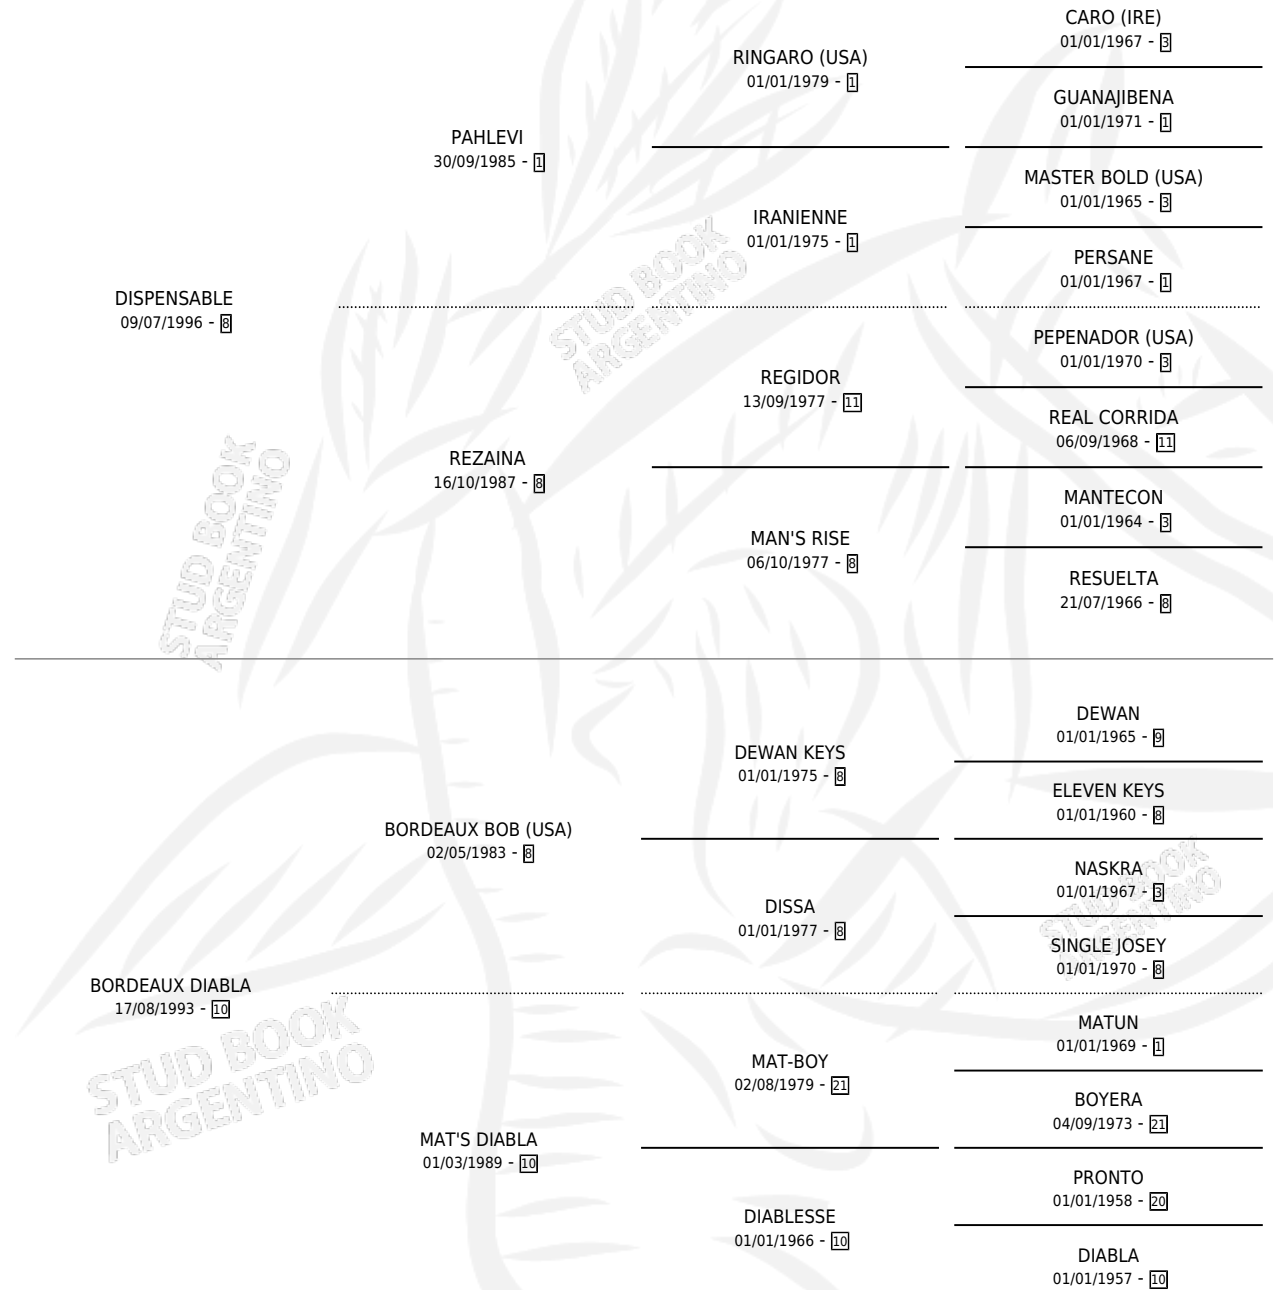 CARO (IRE)
01/01/1967 - 3
RINGARO (USA)
01/01/1979 - 1
GUANAJIBENA
01/01/1971 - 1
PAHLEVI
30/09/1985 - 1
MASTER BOLD (USA)
01/01/1965 - 3
IRANIENNE
01/01/1975 - 1
PERSANE
01/01/1967 - 1
DISPENSABLE
09/07/1996 - 8
PEPENADOR (USA)
01/01/1970 - 3
REGIDOR
13/09/1977 - 11
REAL CORRIDA
06/09/1968 - 11
REZAINA
16/10/1987 - 8
MANTECON
01/01/1964 - 3
MAN'S RISE
06/10/1977 - 8
RESUELTA
21/07/1966 - 8
DEWAN
01/01/1965 - 9
DEWAN KEYS
01/01/1975 - 8
ELEVEN KEYS
01/01/1960 - 8
BORDEAUX BOB (USA)
02/05/1983 - 8
NASKRA
01/01/1967 - 3
DISSA
01/01/1977 - 8
SINGLE JOSEY
01/01/1970 - 8
BORDEAUX DIABLA
17/08/1993 - 10
MATUN
01/01/1969 - 1
MAT-BOY
02/08/1979 - 21
BOYERA
04/09/1973 - 21
MAT'S DIABLA
01/03/1989 - 10
PRONTO
01/01/1958 - 20
DIABLESSE
01/01/1966 - 10
DIABLA
01/01/1957 - 10
STUD BOOK
ARGENTINO
STUD BOOK
ARGENTINO
STUD BOOK
ARGENTINO
STUD BOOK
ARGENTINO